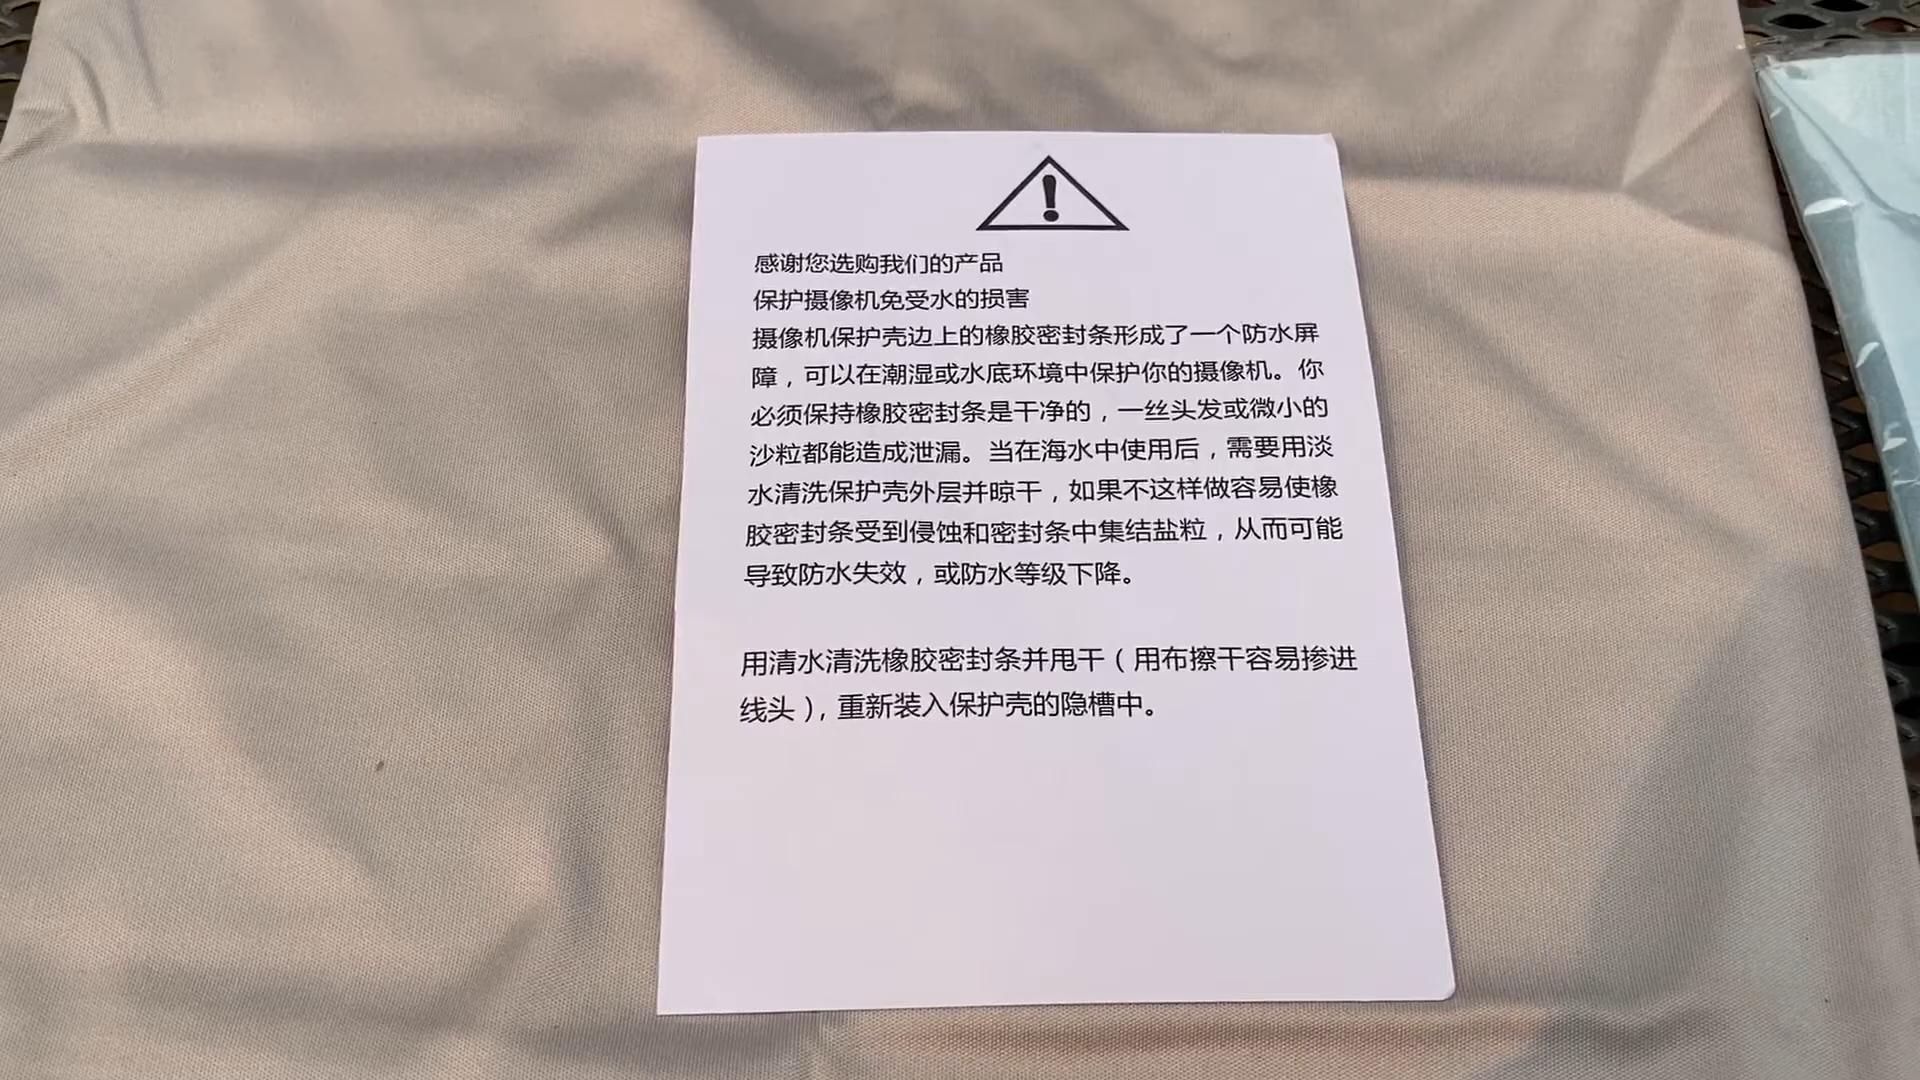 感谢您选购我们的产品
保护摄像机免受水的损害
摄像机保护壳边上的橡胶密封条形成了一个防水屏
障，可以在潮湿或水底环境中保护你的摄像机。你
必须保持橡胶密封条是干净的，一丝头发或微小的
沙粒都能造成泄漏。当在海水中使用后，需要用淡
水清洗保护壳外层并晾干，如果不这样做容易使橡
胶密封条受到侵蚀和密封条中集结盐粒，从而可能
导致防水失效，或防水等级下降。
用清水清洗橡胶密封条并甩干（用布擦干容易掺进
线头），重新装入保护壳的隐槽中。